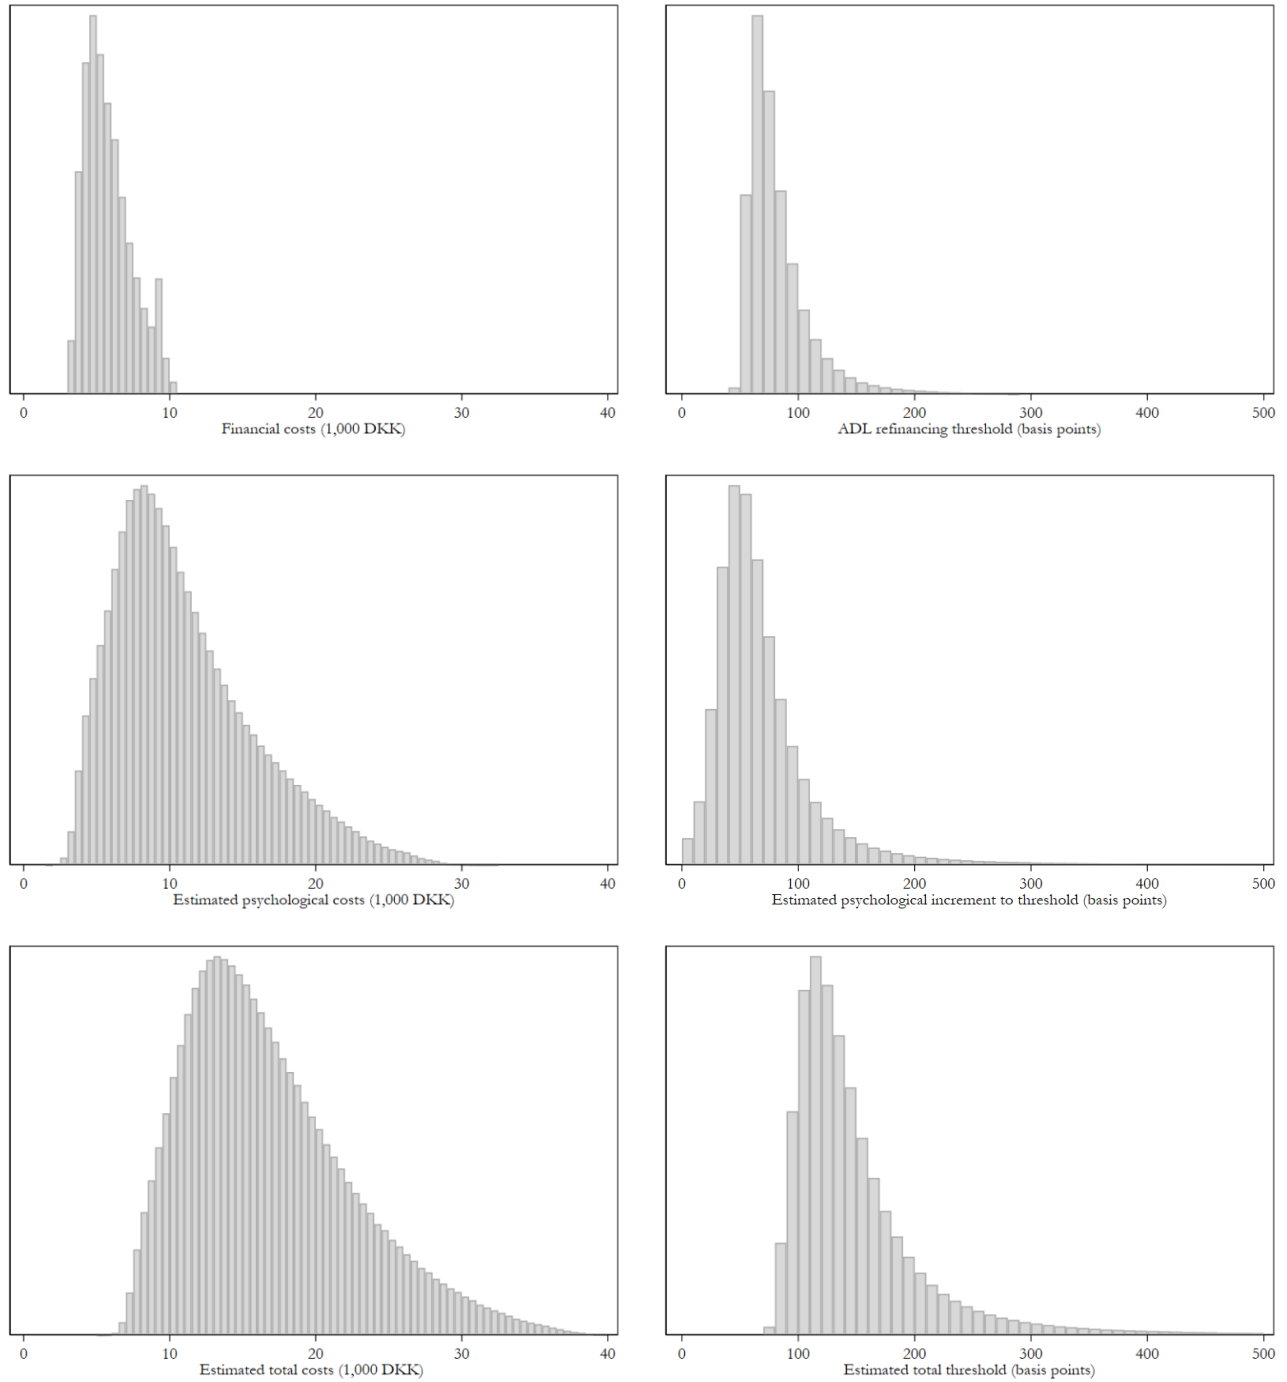 0 10 20 30 40
Financial costs (1,000 DKK)
0 100 200 300 400 500
ADL refinancing threshold (basis points)
0 10 20 30 40
Estimated psychological costs (1,000 DKK)
0 100 200 300 400 500
Estimated psychological increment to threshold (basis points)
0 10 20 30 40
Estimated total costs (1,000 DKK)
0 100 200 300 400 500
Estimated total threshold (basis points)